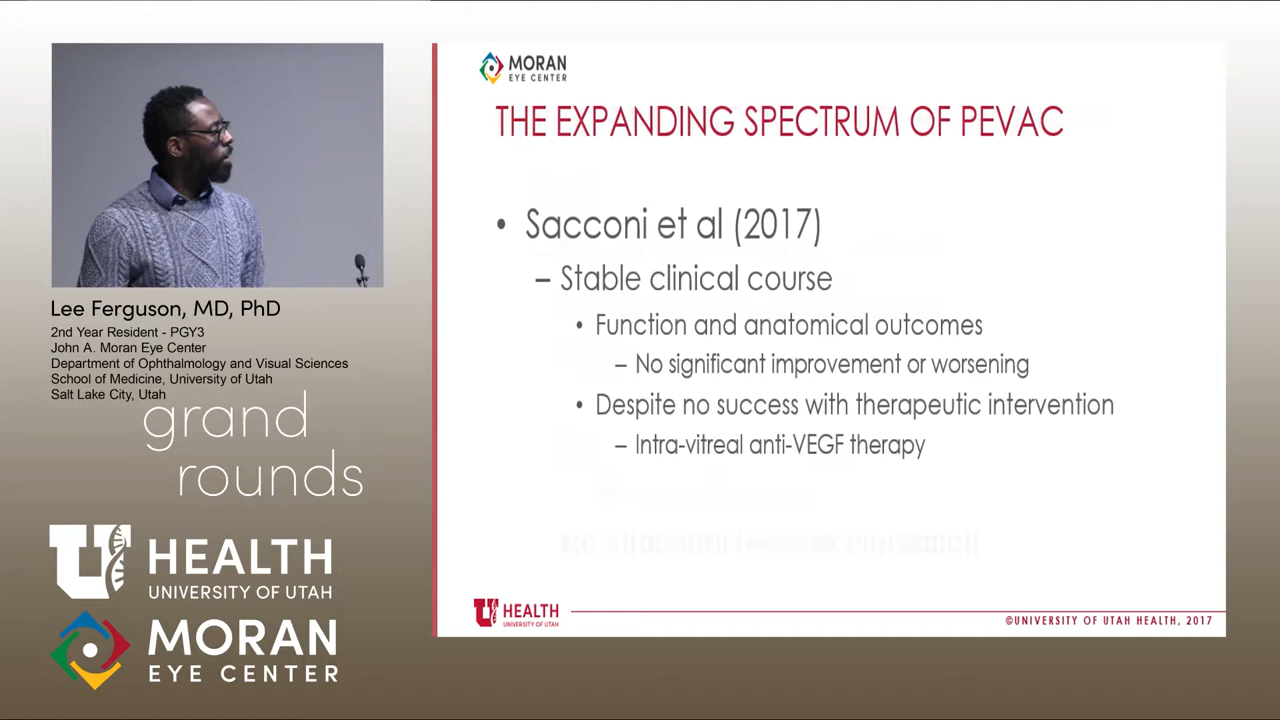 Lee Ferguson, MD, PhD
2nd Year Resident - PGY3
John A. Moran Eye Center
Department of Ophthalmology and Visual Sciences
School of Medicine, University of Utah
Salt Lake City, Utah
grand
rounds
U HEALTH
UNIVERSITY OF UTAH
MORAN
EYE CENTER
MORAN
EYE CENTER
THE EXPANDING SPECTRUM OF PEVAC
• Sacconi et al (2017)
– Stable clinical course
• Function and anatomical outcomes
– No significant improvement or worsening
• Despite no success with therapeutic intervention
– Intra-vitreal anti-VEGF therapy
U HEALTH
UNIVERSITY OF UTAH
©UNIVERSITY OF UTAH HEALTH, 2017